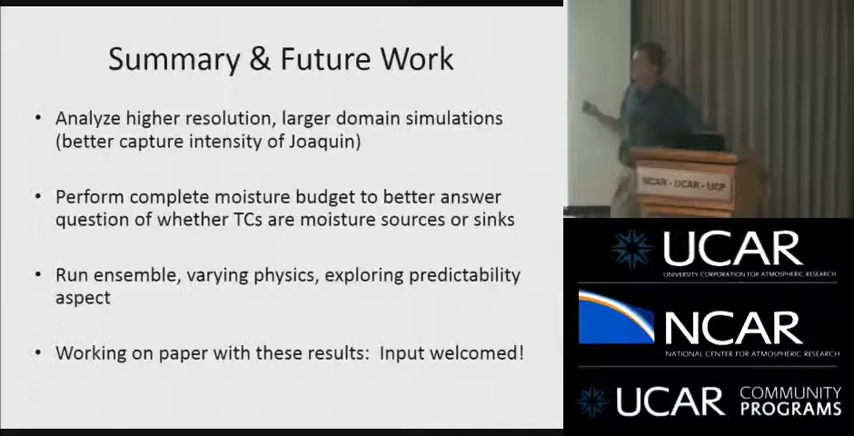 Summary & Future Work
• Analyze higher resolution, larger domain simulations
(better capture intensity of Joaquin)
• Perform complete moisture budget to better answer
question of whether TCs are moisture sources or sinks
• Run ensemble, varying physics, exploring predictability
aspect
• Working on paper with these results:  Input welcomed!
NCAR - UCAR - UCP
UCAR
UNIVERSITY CORPORATION FOR ATMOSPHERIC RESEARCH
NCAR
NATIONAL CENTER FOR ATMOSPHERIC RESEARCH
UCAR COMMUNITY
PROGRAMS